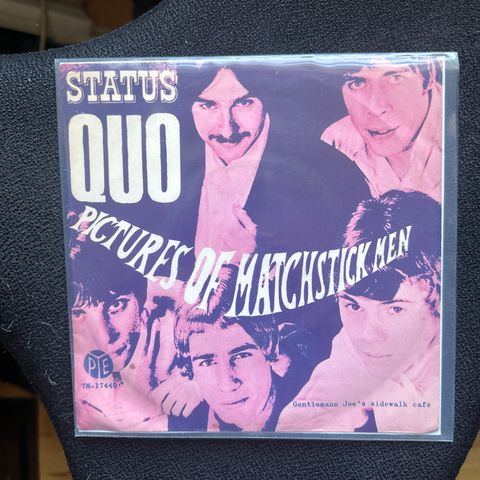 STATUS
QUO
PICTURES OF MATCHSTICK MEN
PYE
7N-17449
Gentlemann Joe's sidewalk cafe